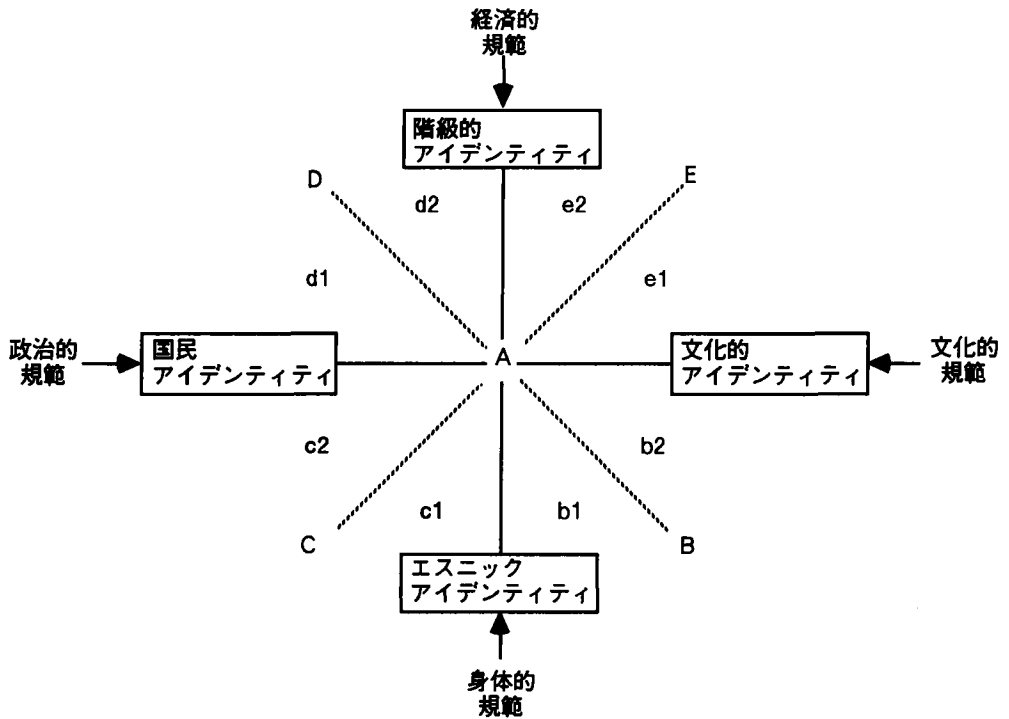 経済的
規範
階級的
アイデンティティ
D
E
d2
e2
d1
e1
政治的
規範
国民
アイデンティティ
A
文化的
アイデンティティ
文化的
規範
c2
b2
c1
b1
C
B
エスニック
アイデンティティ
身体的
規範